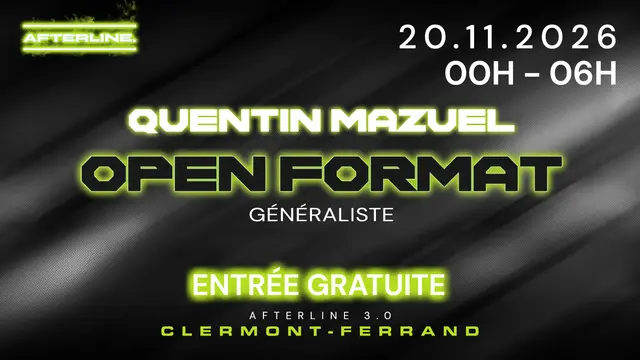 AFTERLINE.
20.11.2026
00H - 06H
QUENTIN MAZUEL
OPEN FORMAT
GÉNÉRALISTE
ENTRÉE GRATUITE
AFTERLINE 3.0
CLERMONT-FERRAND